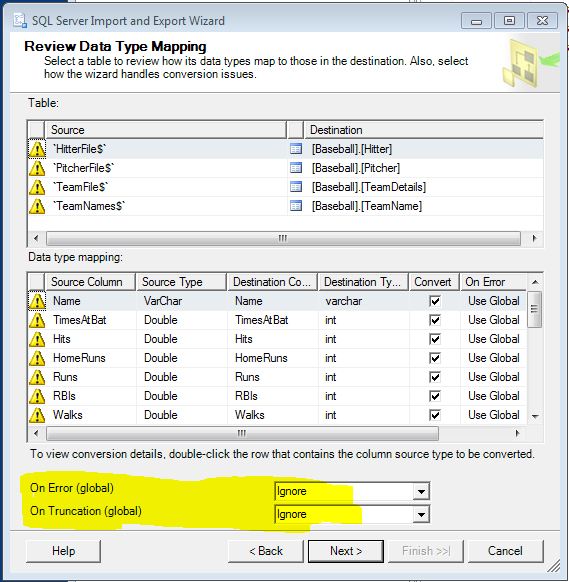 SQL Server Import and Export Wizard
Review Data Type Mapping
Select a table to review how its data types map to those in the destination. Also, select
how the wizard handles conversion issues.
Table:
Source Destination
`HitterFile$` [Baseball].[Hitter]
`PitcherFile$` [Baseball].[Pitcher]
`TeamFile$` [Baseball].[TeamDetails]
`TeamNames$` [Baseball].[TeamName]
Data type mapping:
Source Column Source Type Destination Co... Destination Ty... Convert On Error
Name VarChar Name varchar Use Global
TimesAtBat Double TimesAtBat int Use Global
Hits Double Hits int Use Global
HomeRuns Double HomeRuns int Use Global
Runs Double Runs int Use Global
RBIs Double RBIs int Use Global
Walks Double Walks int Use Global
To view conversion details, double-click the row that contains the column source type to be converted.
On Error (global) Ignore
On Truncation (global) Ignore
Help < Back Next > Finish >>| Cancel